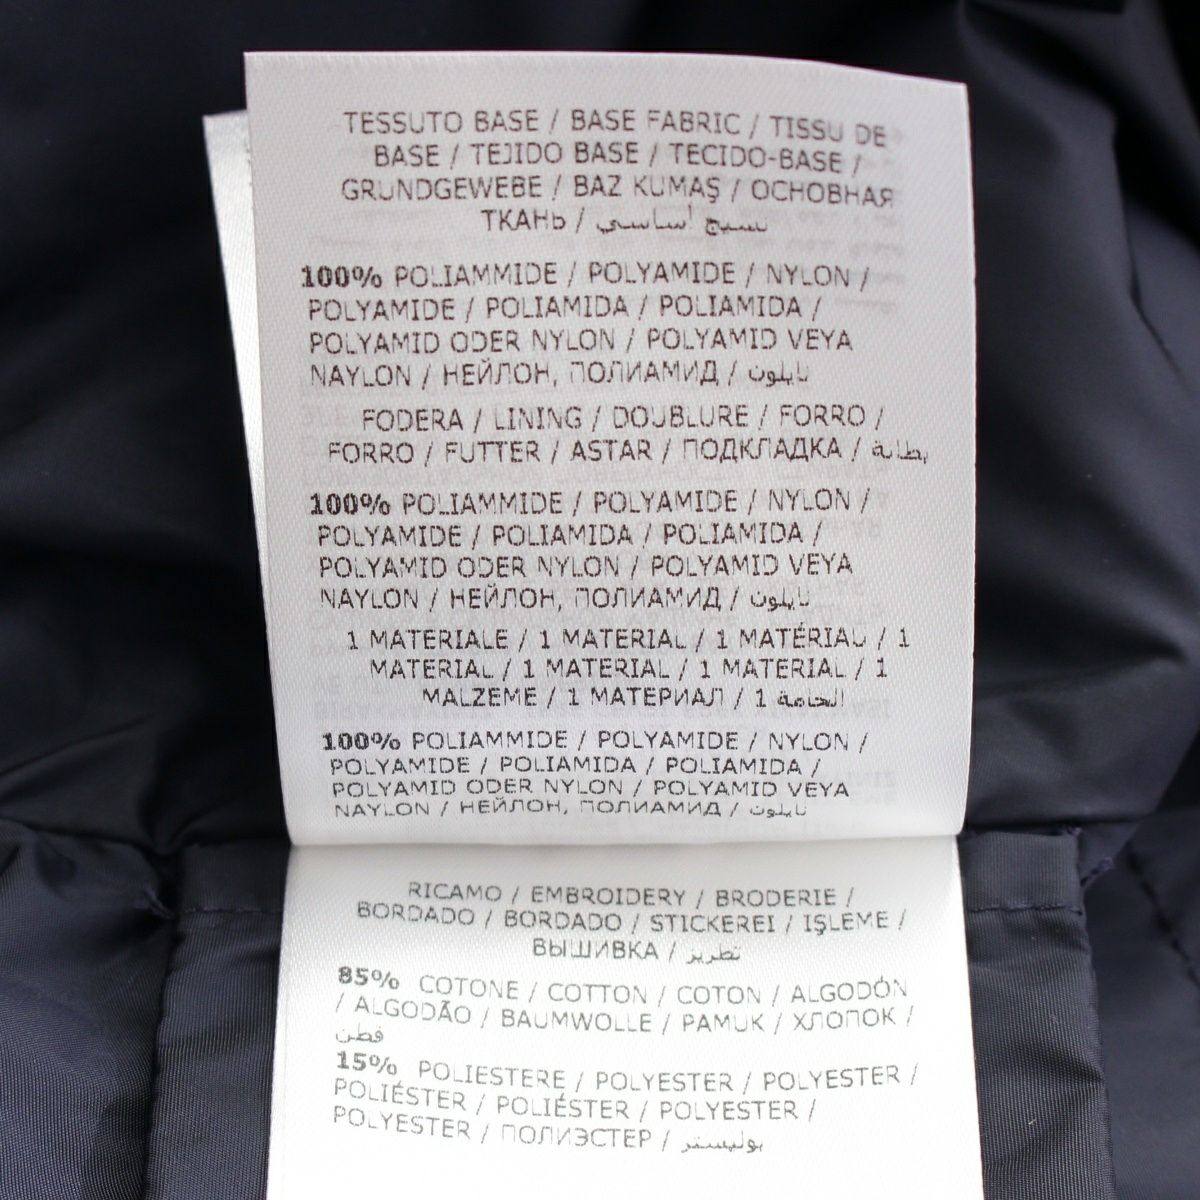 TESSUTO BASE / BASE FABRIC / TISSU DE
BASE / TEJIDO BASE / TECIDO-BASE /
GRUNDGEWEBE / BAZ KUMAŞ / ОСНОВНАЯ
ТКАНЬ / نسيج أساسي
100% POLIAMMIDE / POLYAMIDE / NYLON /
POLYAMIDE / POLIAMIDA / POLIAMIDA /
POLYAMID ODER NYLON / POLYAMID VEYA
NAYLON / НЕЙЛОН, ПОЛИАМИД / نايلون
FODERA / LINING / DOUBLURE / FORRO /
FORRO / FUTTER / ASTAR / ПОДКЛАДКА / بطانة
100% POLIAMMIDE / POLYAMIDE / NYLON /
POLYAMIDE / POLIAMIDA / POLIAMIDA /
POLYAMID ODER NYLON / POLYAMID VEYA
NAYLON / НЕЙЛОН, ПОЛИАМИД / نايلون
1 MATERIALE / 1 MATERIAL / 1 MATÉRIAU / 1
MATERIAL / 1 MATERIAL / 1 MATERIAL / 1
MALZEME / 1 МАТЕРИАЛ / 1 الخامة
100% POLIAMMIDE / POLYAMIDE / NYLON /
POLYAMIDE / POLIAMIDA / POLIAMIDA /
POLYAMID ODER NYLON / POLYAMID VEYA
NAYLON / НЕЙЛОН, ПОЛИАМИД / نايلون
RICAMO / EMBROIDERY / BRODERIE /
BORDADO / BORDADO / STICKEREI / IŞLEME /
ВЫШИВКА / تطريز
85% COTONE / COTTON / COTON / ALGODÓN
/ ALGODÃO / BAUMWOLLE / PAMUK / ХЛОПОК /
قطن
15% POLIESTERE / POLYESTER / POLYESTER /
POLIÉSTER / POLIÉSTER / POLYESTER /
POLYESTER / ПОЛИЭСТЕР / بوليستر